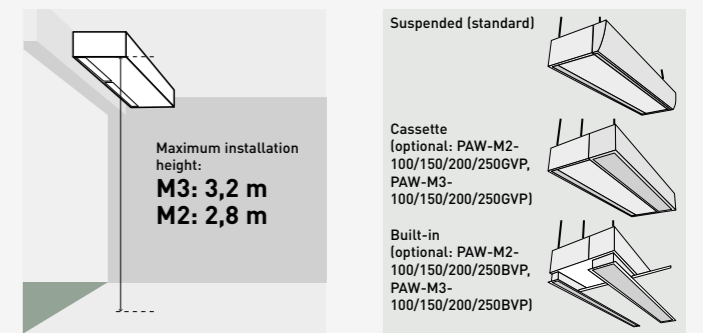 Maximum installation
height:
M3: 3,2 m
M2: 2,8 m
Suspended (standard)
Cassette
(optional: PAW-M2-
100/150/200/250GVP,
PAW-M3-
100/150/200/250GVP)
Built-in
(optional: PAW-M2-
100/150/200/250BVP,
PAW-M3-
100/150/200/250BVP)